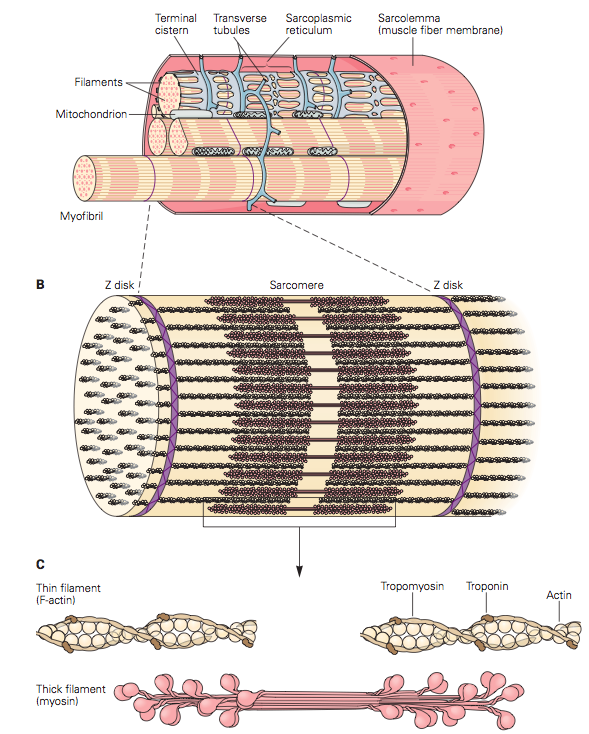 Terminal
cistern
Transverse
tubules
Sarcoplasmic
reticulum
Sarcolemma
(muscle fiber membrane)
Filaments
Mitochondrion
Myofibril
B
Z disk
Sarcomere
Z disk
C
Thin filament
(F-actin)
Tropomyosin
Troponin
Actin
Thick filament
(myosin)